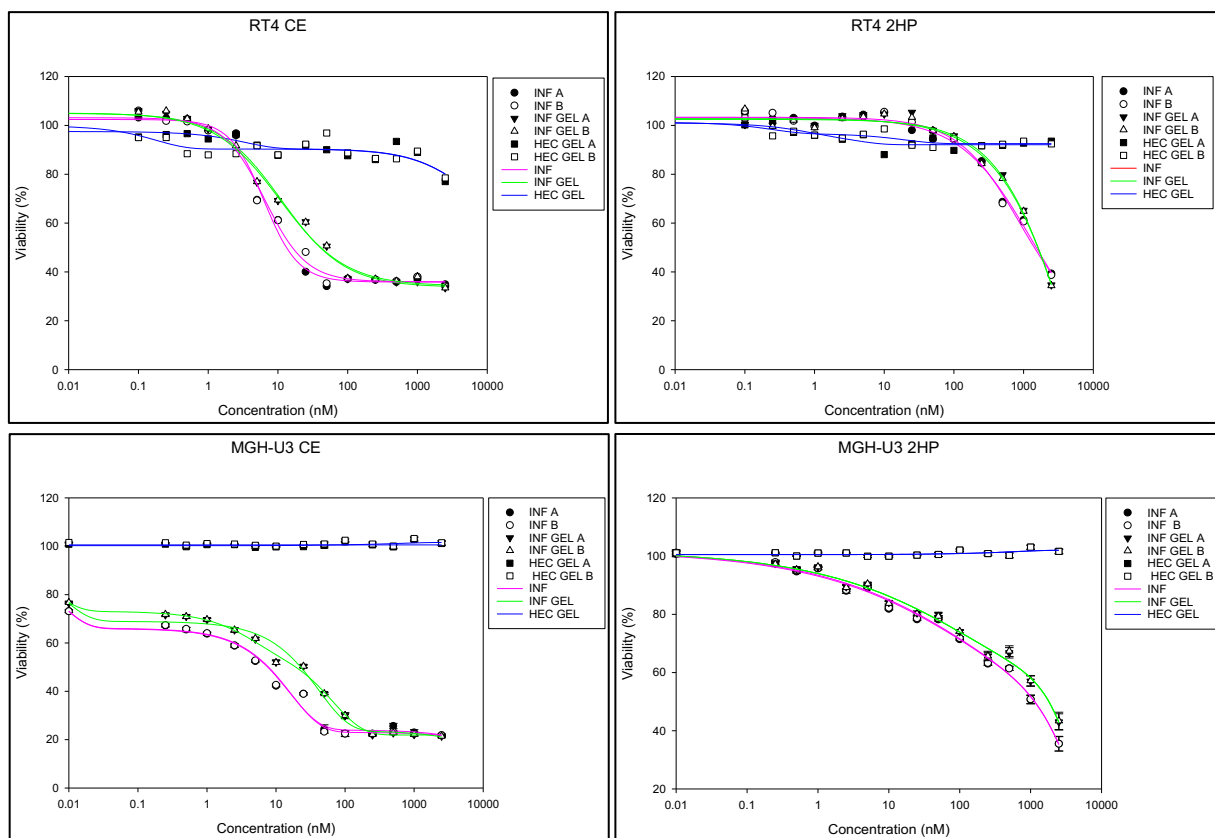 RT4 CE
Viability (%)
120
100
80
60
40
20
0
0.01 0.1 1 10 100 1000 10000
Concentration (nM)
INF A
INF B
INF GEL A
INF GEL B
HEC GEL A
HEC GEL B
INF
INF GEL
HEC GEL
RT4 2HP
Viability (%)
120
100
80
60
40
20
0
0.01 0.1 1 10 100 1000 10000
Concentration (nM)
INF A
INF B
INF GEL A
INF GEL B
HEC GEL A
HEC GEL B
INF
INF GEL
HEC GEL
MGH-U3 CE
Viability (%)
120
100
80
60
40
20
0
0.01 0.1 1 10 100 1000 10000
Concentration (nM)
INF A
INF B
INF GEL A
INF GEL B
HEC GEL A
HEC GEL B
INF
INF GEL
HEC GEL
MGH-U3 2HP
Viability (%)
120
100
80
60
40
20
0.01 0.1 1 10 100 1000 10000
Concentration (nM)
INF A
INF B
INF GEL A
INF GEL B
HEC GEL A
HEC GEL B
INF
INF GEL
HEC GEL